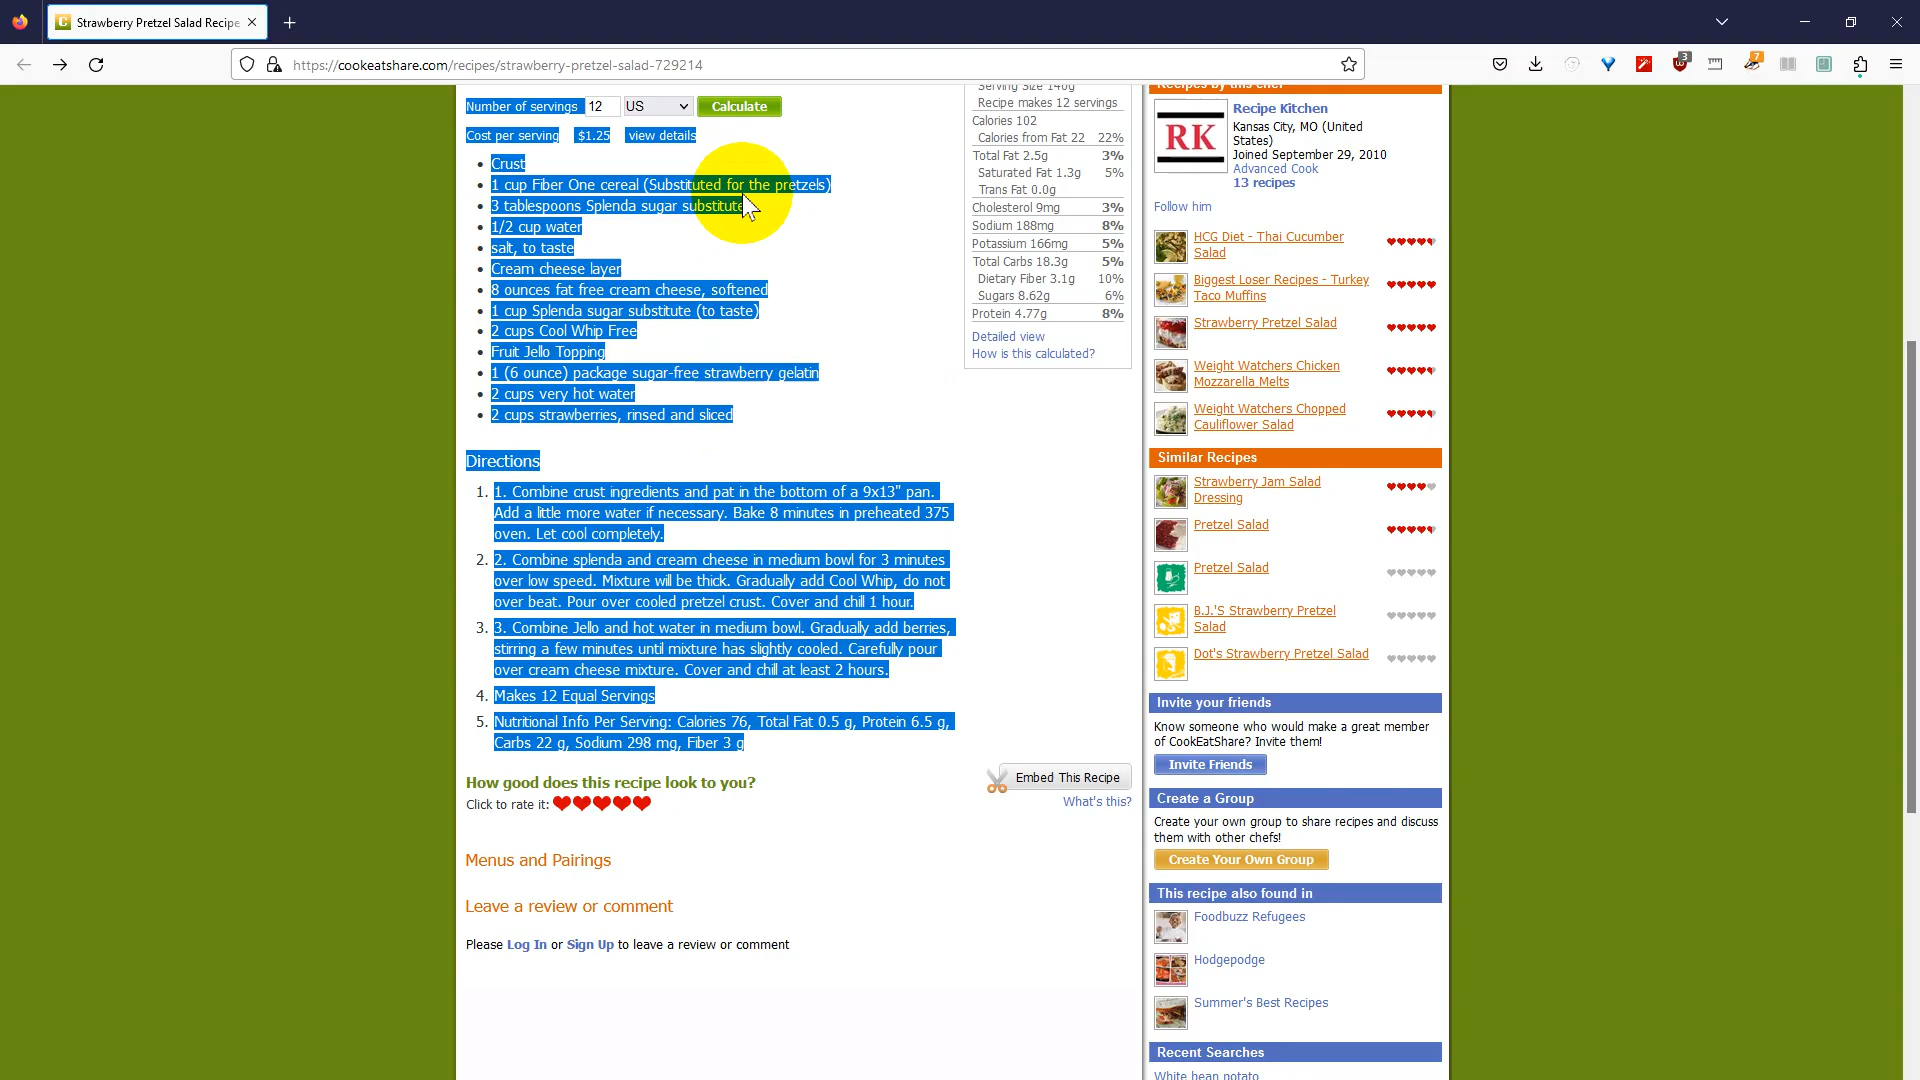 Strawberry Pretzel Salad Recipe
https://cookeatshare.com/recipes/strawberry-pretzel-salad-729214
3
7
Number of servings 12 US Calculate
Cost per serving $1.25 view details
Crust
1 cup Fiber One cereal (Substituted for the pretzels)
3 tablespoons Splenda sugar substitute
1/2 cup water
salt, to taste
Cream cheese layer
8 ounces fat free cream cheese, softened
1 cup Splenda sugar substitute (to taste)
2 cups Cool Whip Free
Fruit Jello Topping
1 (6 ounce) package sugar-free strawberry gelatin
2 cups very hot water
2 cups strawberries, rinsed and sliced
Directions
1. 1. Combine crust ingredients and pat in the bottom of a 9x13" pan.
Add a little more water if necessary. Bake 8 minutes in preheated 375
oven. Let cool completely.
2. 2. Combine splenda and cream cheese in medium bowl for 3 minutes
over low speed. Mixture will be thick. Gradually add Cool Whip, do not
over beat. Pour over cooled pretzel crust. Cover and chill 1 hour.
3. 3. Combine Jello and hot water in medium bowl. Gradually add berries,
stirring a few minutes until mixture has slightly cooled. Carefully pour
over cream cheese mixture. Cover and chill at least 2 hours.
4. Makes 12 Equal Servings
5. Nutritional Info Per Serving: Calories 76, Total Fat 0.5 g, Protein 6.5 g,
Carbs 22 g, Sodium 298 mg, Fiber 3 g
How good does this recipe look to you?
Click to rate it:
Embed This Recipe
What's this?
Menus and Pairings
Leave a review or comment
Please Log In or Sign Up to leave a review or comment
Serving Size 146g
Recipe makes 12 servings
Calories 102
Calories from Fat 22 22%
Total Fat 2.5g 3%
Saturated Fat 1.3g 5%
Trans Fat 0.0g
Cholesterol 9mg 3%
Sodium 188mg 8%
Potassium 166mg 5%
Total Carbs 18.3g 5%
Dietary Fiber 3.1g 10%
Sugars 8.62g 6%
Protein 4.77g 8%
Detailed view
How is this calculated?
Recipes by this chef
RK
Recipe Kitchen
Kansas City, MO (United
States)
Joined September 29, 2010
Advanced Cook
13 recipes
Follow him
HCG Diet - Thai Cucumber
Salad
Biggest Loser Recipes - Turkey
Taco Muffins
Strawberry Pretzel Salad
Weight Watchers Chicken
Mozzarella Melts
Weight Watchers Chopped
Cauliflower Salad
Similar Recipes
Strawberry Jam Salad
Dressing
Pretzel Salad
Pretzel Salad
B.J.'S Strawberry Pretzel
Salad
Dot's Strawberry Pretzel Salad
Invite your friends
Know someone who would make a great member
of CookEatShare? Invite them!
Invite Friends
Create a Group
Create your own group to share recipes and discuss
them with other chefs!
Create Your Own Group
This recipe also found in
Foodbuzz Refugees
Hodgepodge
Summer's Best Recipes
Recent Searches
White bean potato